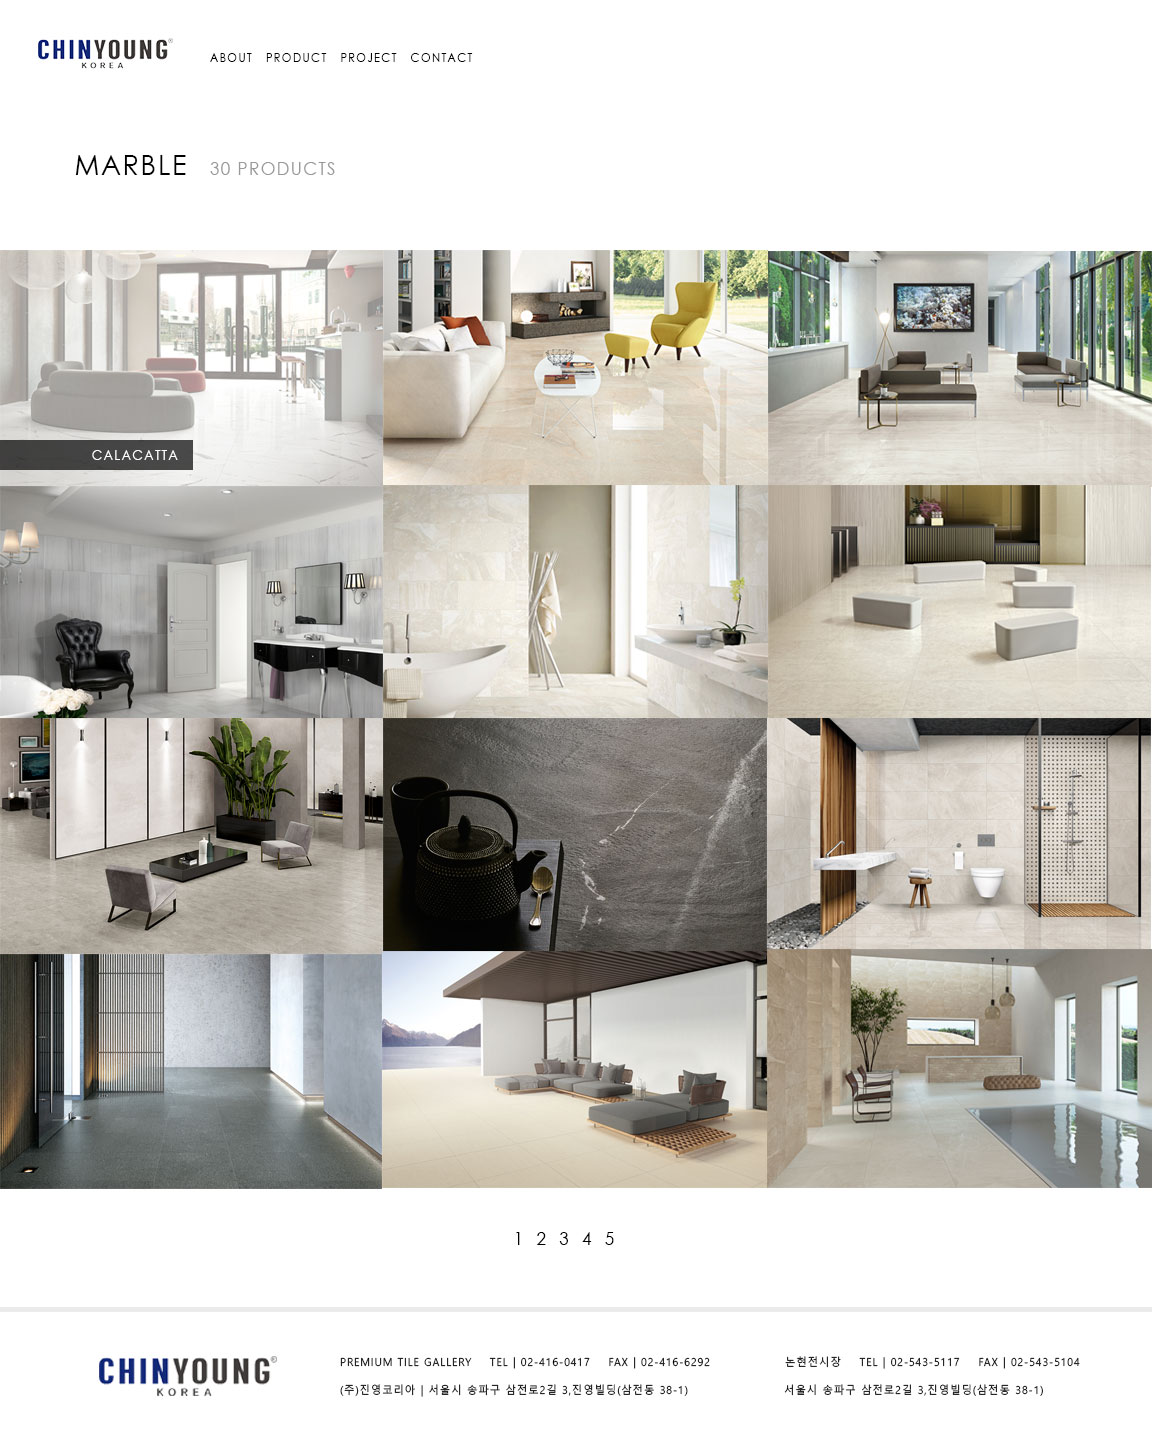 CHINYOUNG®
KOREA
ABOUT PRODUCT PROJECT CONTACT
MARBLE 30 PRODUCTS
CALACATTA
1 2 3 4 5
CHINYOUNG®
KOREA
PREMIUM TILE GALLERY TEL | 02-416-0417 FAX | 02-416-6292
(주)진영코리아 | 서울시 송파구 삼전로2길 3,진영빌딩(삼전동 38-1)
논현전시장 TEL | 02-543-5117 FAX | 02-543-5104
서울시 송파구 삼전로2길 3,진영빌딩(삼전동 38-1)